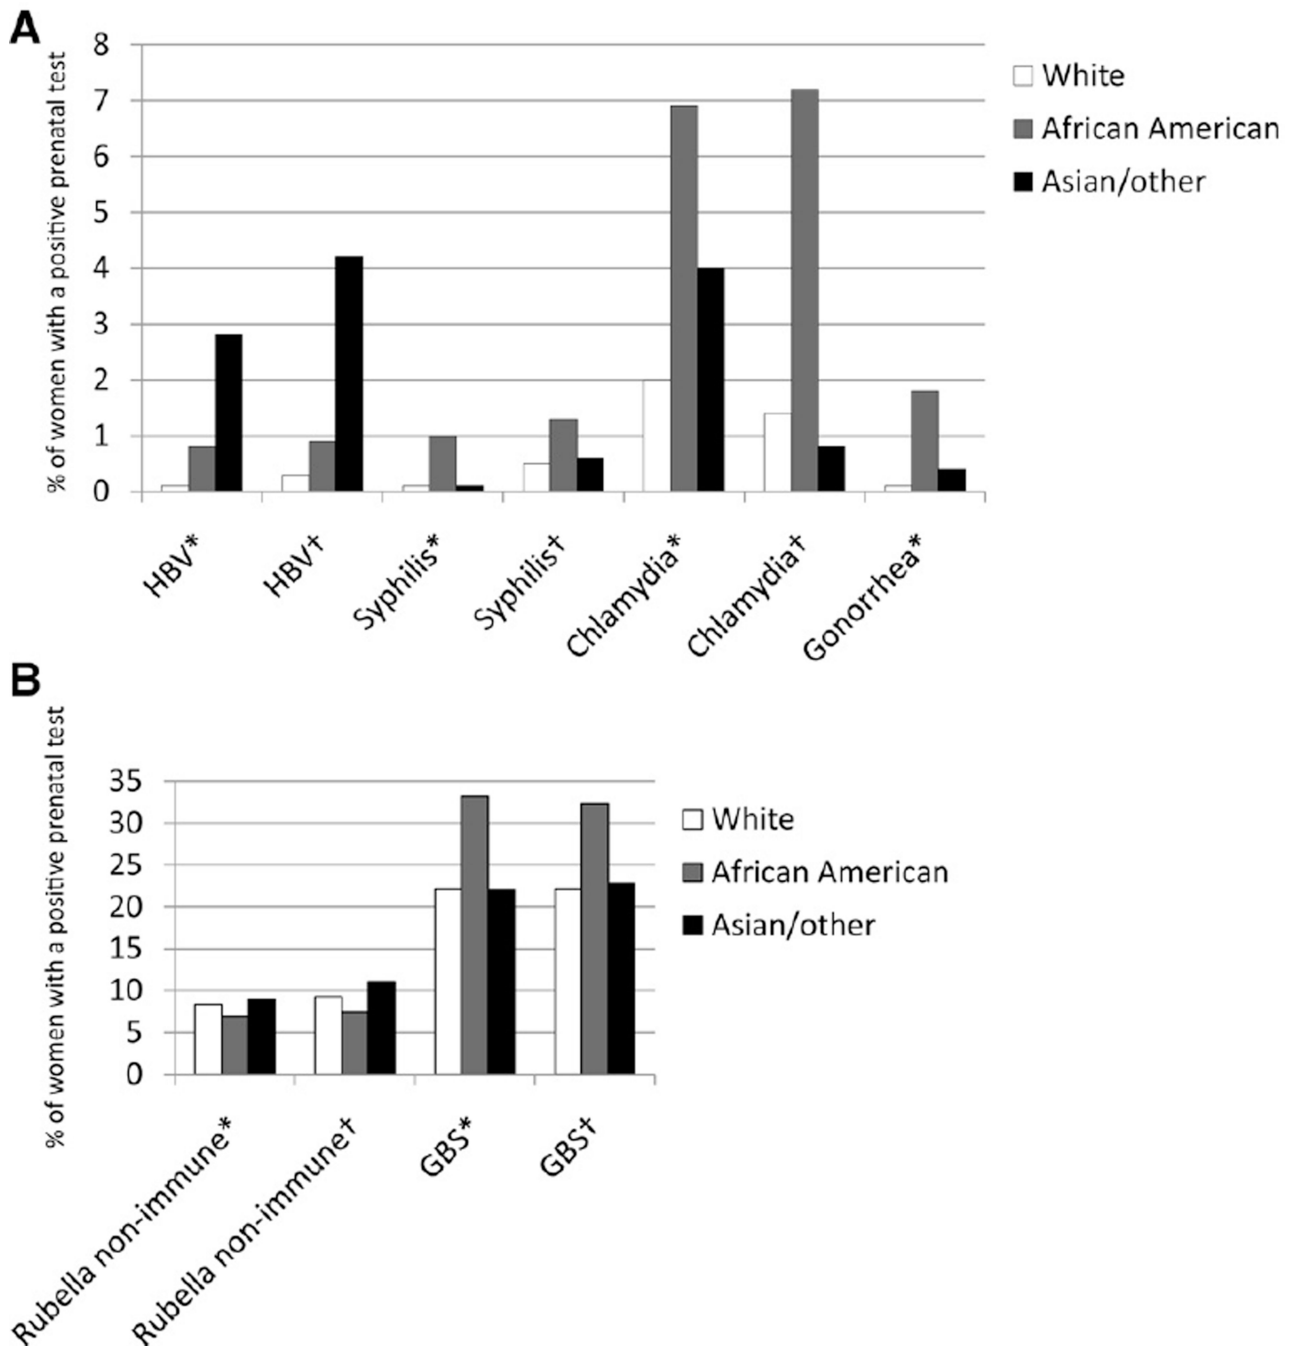 A
% of women with a positive prenatal test
8
7
6
5
4
3
2
1
0
White
African American
Asian/other
HBV*
HBV†
Syphilis*
Syphilis†
Chlamydia*
Chlamydia†
Gonorrhea*
B
% of women with a positive prenatal test
35
30
25
20
15
10
5
0
White
African American
Asian/other
Rubella non-immune*
Rubella non-immune†
GBS*
GBS†